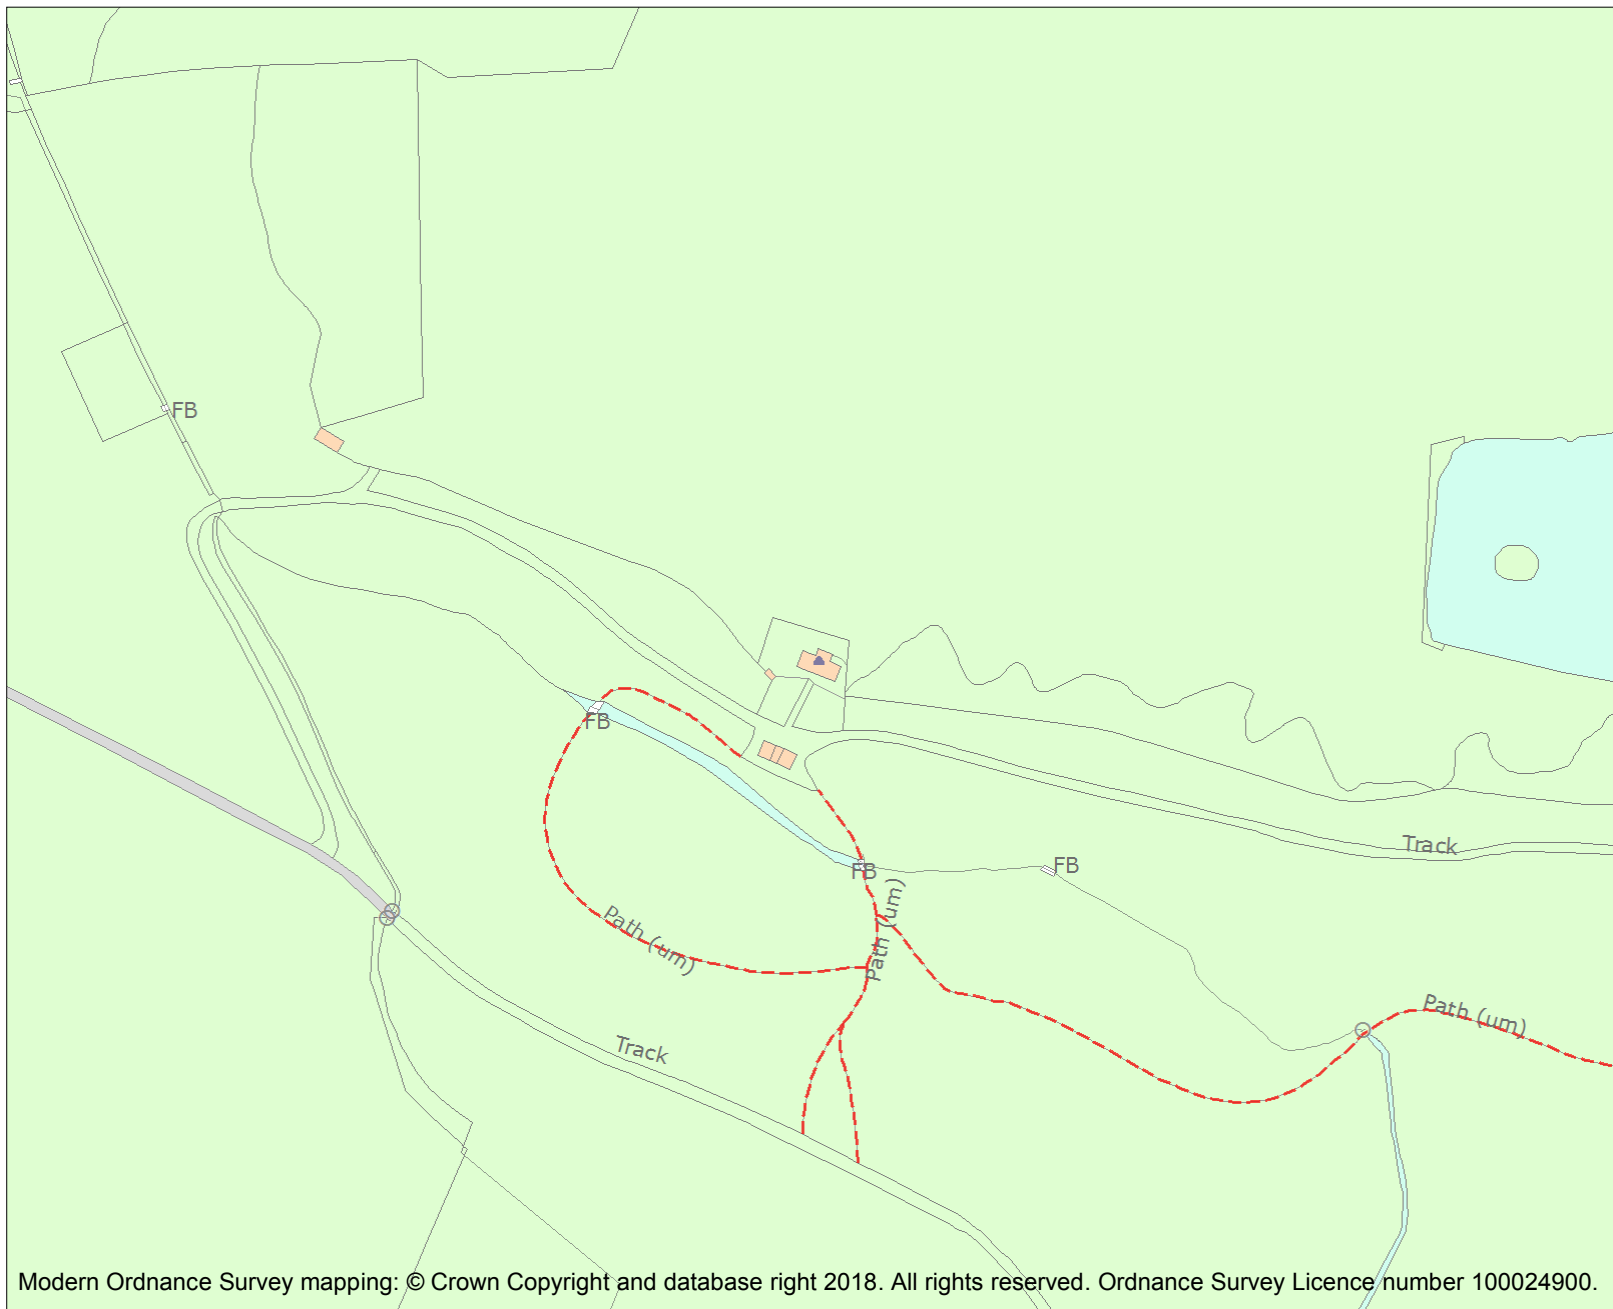 FB
FB
Track
FB
FB
Path (um)
Path (um)
Path (um)
Track
Modern Ordnance Survey mapping: © Crown Copyright and database right 2018. All rights reserved. Ordnance Survey Licence number 100024900.